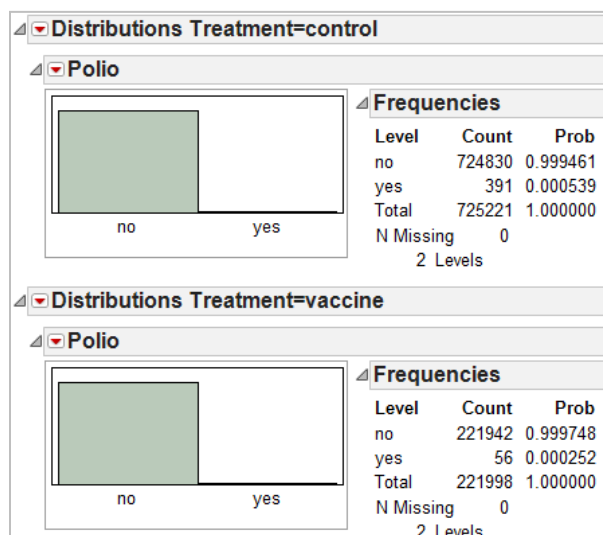 Distributions Treatment=control
Polio
no yes
Frequencies
Level Count Prob
no 724830 0.999461
yes 391 0.000539
Total 725221 1.000000
N Missing 0
2 Levels
Distributions Treatment=vaccine
Polio
no yes
Frequencies
Level Count Prob
no 221942 0.999748
yes 56 0.000252
Total 221998 1.000000
N Missing 0
2 Levels